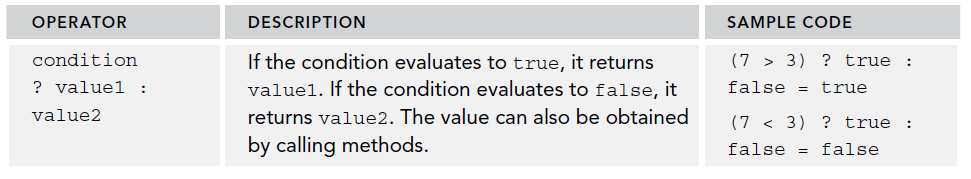 OPERATOR
DESCRIPTION
SAMPLE CODE
condition
? value1 :
value2
If the condition evaluates to true, it returns
value1. If the condition evaluates to false, it
returns value2. The value can also be obtained
by calling methods.
(7 > 3) ? true :
false = true
(7 < 3) ? true :
false = false